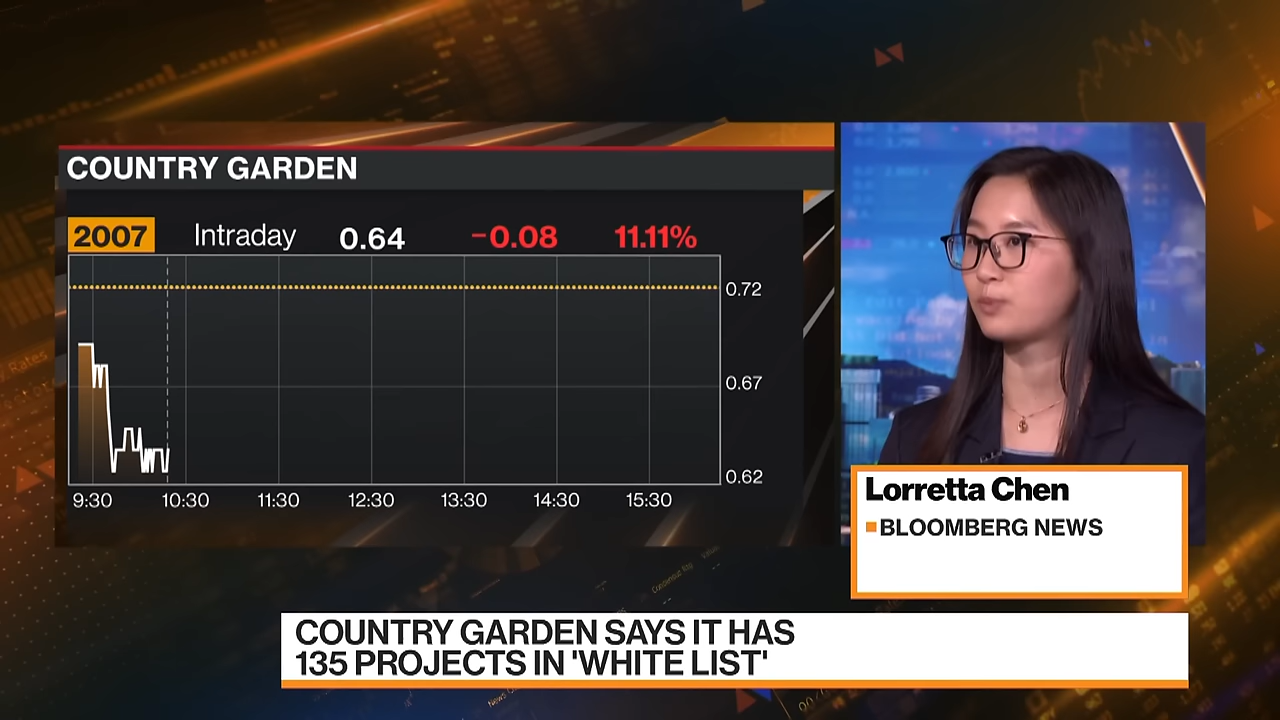 COUNTRY GARDEN
2007 Intraday 0.64 −0.08 11.11%
0.72
0.67
0.62
9:30 10:30 11:30 12:30 13:30 14:30 15:30
Lorretta Chen
BLOOMBERG NEWS
COUNTRY GARDEN SAYS IT HAS
135 PROJECTS IN 'WHITE LIST'
Rates